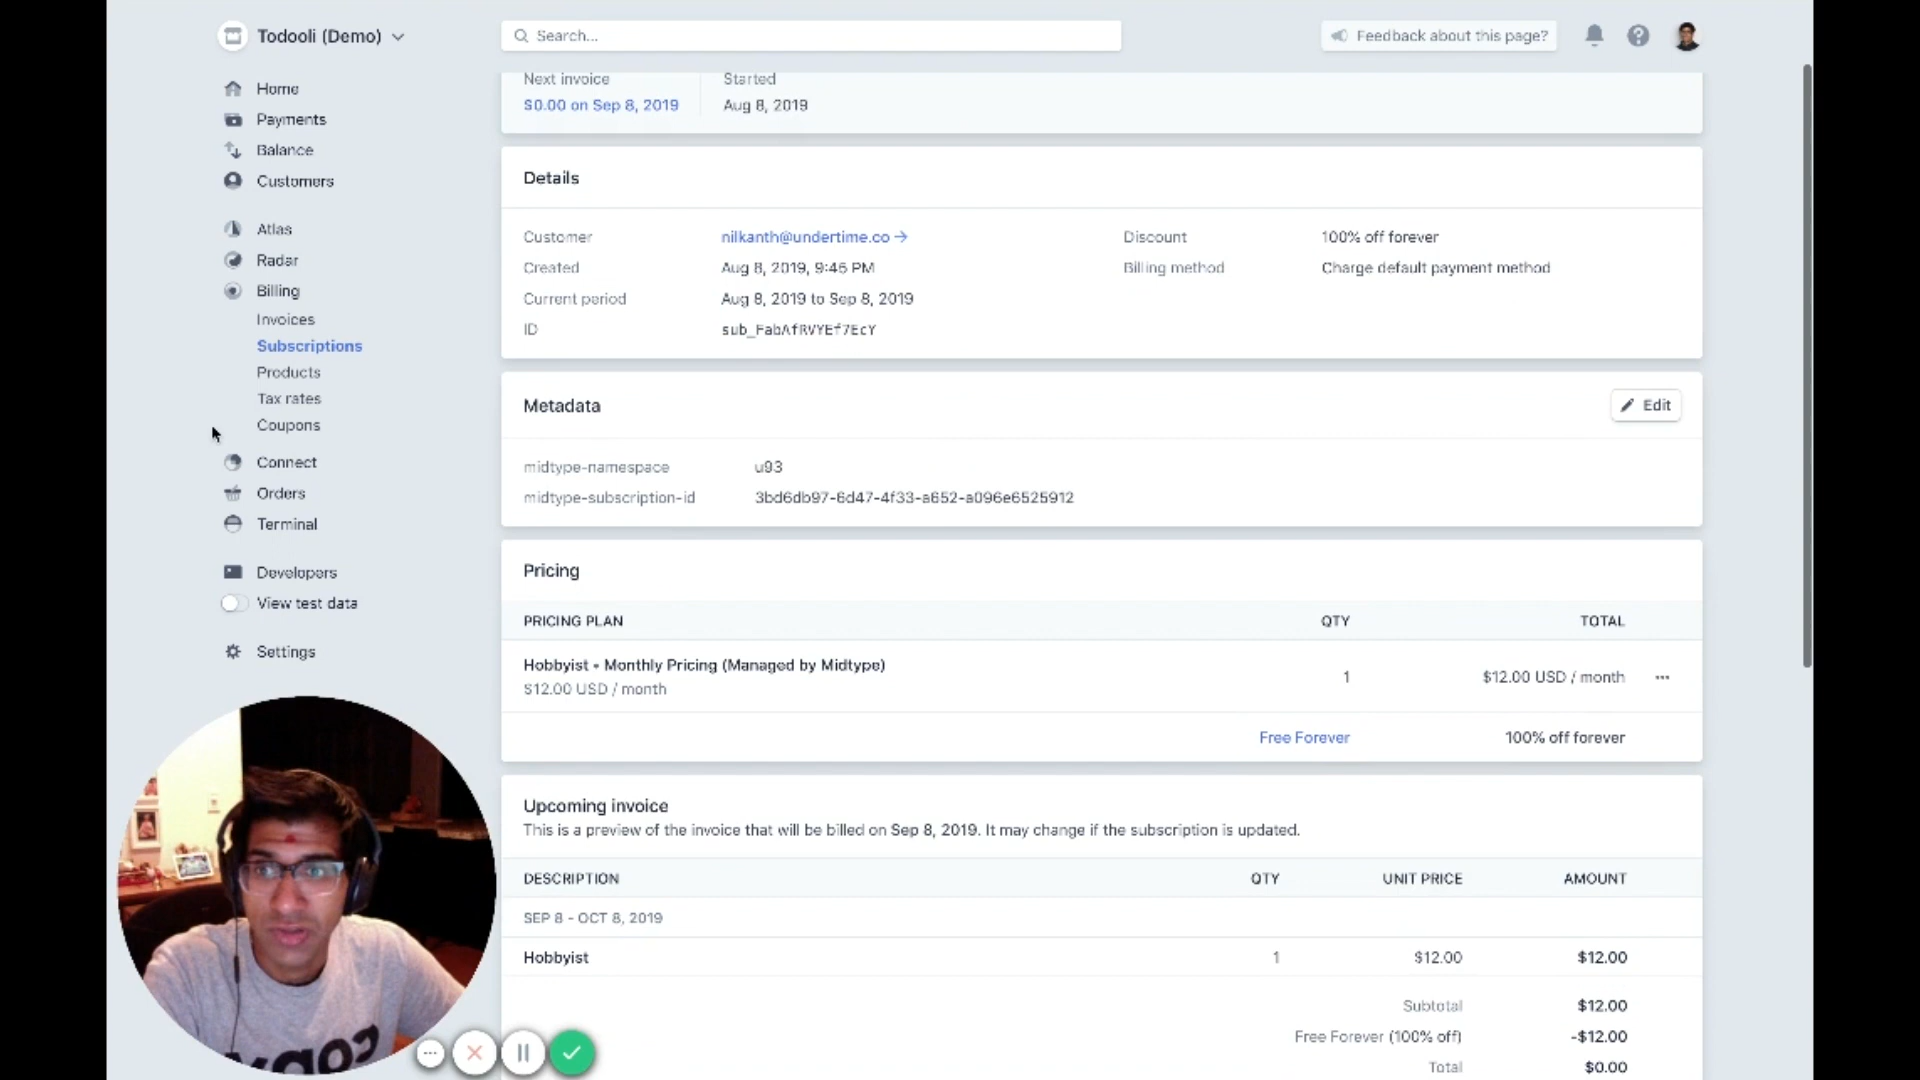 Todooli (Demo)
Search...
Feedback about this page?
Home
Payments
Balance
Customers
Atlas
Radar
Billing
Invoices
Subscriptions
Products
Tax rates
Coupons
Connect
Orders
Terminal
Developers
View test data
Settings
Next invoice
Started
$0.00 on Sep 8, 2019
Aug 8, 2019
Details
Customer
nilkanth@undertime.co →
Discount
100% off forever
Created
Aug 8, 2019, 9:45 PM
Billing method
Charge default payment method
Current period
Aug 8, 2019 to Sep 8, 2019
ID
sub_FabAfRVYEf7EcY
Metadata
Edit
midtype-namespace
u93
midtype-subscription-id
3bd6db97-6d47-4f33-a652-a096e6525912
Pricing
PRICING PLAN
QTY
TOTAL
Hobbyist • Monthly Pricing (Managed by Midtype)
$12.00 USD / month
1
$12.00 USD / month
Free Forever
100% off forever
Upcoming invoice
This is a preview of the invoice that will be billed on Sep 8, 2019. It may change if the subscription is updated.
DESCRIPTION
QTY
UNIT PRICE
AMOUNT
SEP 8 - OCT 8, 2019
Hobbyist
1
$12.00
$12.00
Subtotal
$12.00
Free Forever (100% off)
-$12.00
Total
$0.00